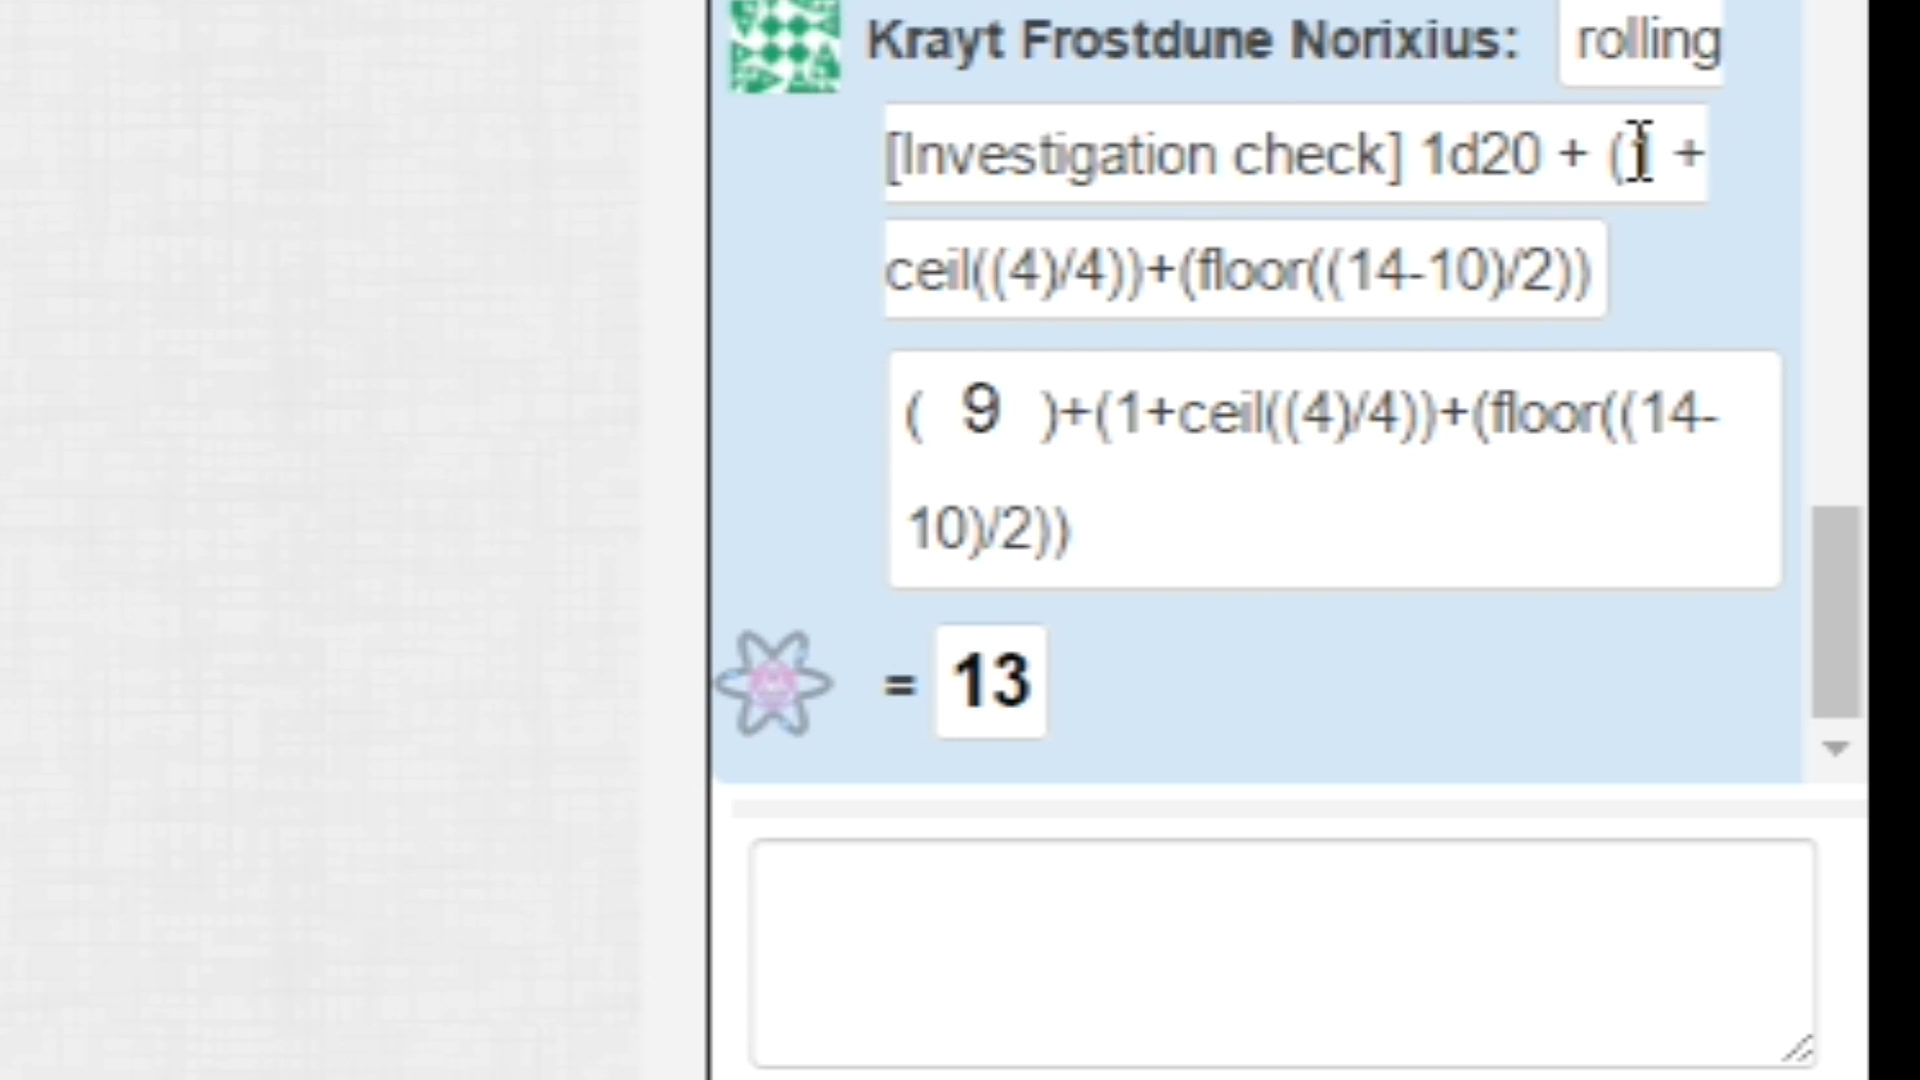 Krayt Frostdune Norixius: rolling
[Investigation check] 1d20 + (1 +
ceil((4)/4))+(floor((14-10)/2))
( 9 )+(1+ceil((4)/4))+(floor((14-
10)/2))
= 13